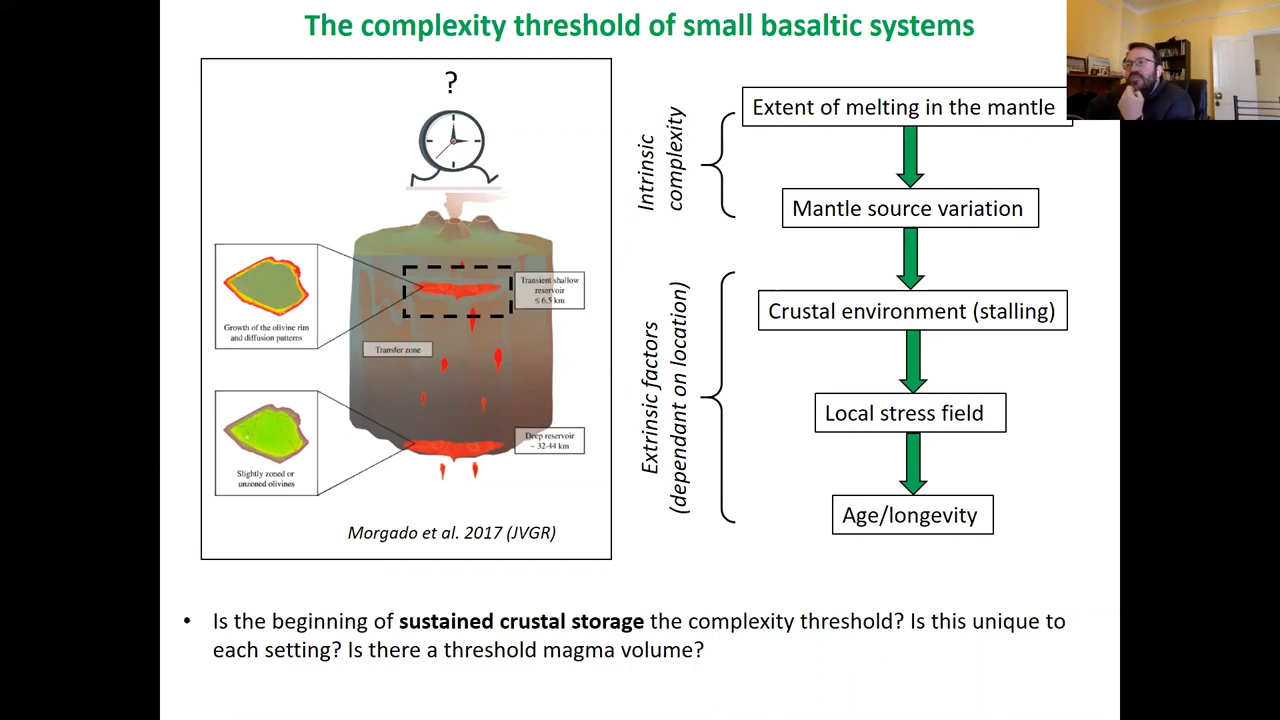 The complexity threshold of small basaltic systems
?
Growth of the olivine rim
and diffusion patterns
Slightly zoned or
unzoned olivines
Transient shallow
reservoir
≤ 6.5 km
Transfer zone
Deep reservoir
~ 32-44 km
Morgado et al. 2017 (JVGR)
Intrinsic
complexity
Extrinsic factors
(dependant on location)
Extent of melting in the mantle
Mantle source variation
Crustal environment (stalling)
Local stress field
Age/longevity
• Is the beginning of sustained crustal storage the complexity threshold? Is this unique to
each setting? Is there a threshold magma volume?